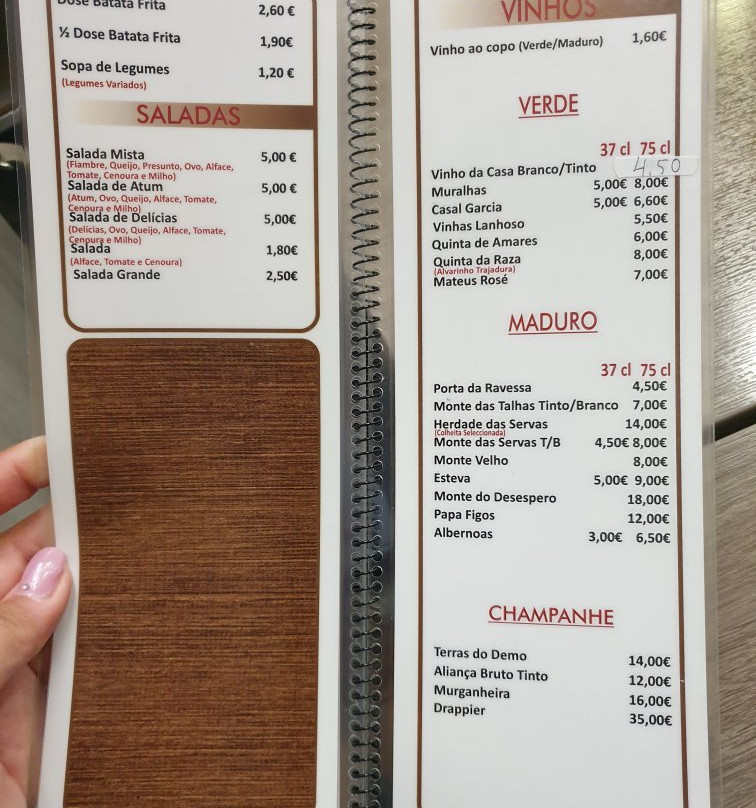 Dose Batata Frita 2,60 €
½ Dose Batata Frita 1,90€
Sopa de Legumes 1,20 €
(Legumes Variados)
SALADAS
Salada Mista 5,00 €
(Fiambre, Queijo, Presunto, Ovo, Alface,
Tomate, Cenoura e Milho)
Salada de Atum 5,00 €
(Atum, Ovo, Queijo, Alface, Tomate,
Cenoura e Milho)
Salada de Delícias 5,00€
(Delícias, Ovo, Queijo, Alface, Tomate,
Cenoura e Milho)
Salada 1,80€
(Alface, Tomate e Cenoura)
Salada Grande 2,50€
VINHOS
Vinho ao copo (Verde/Maduro) 1,60€
VERDE
37 cl 75 cl
Vinho da Casa Branco/Tinto 4,50
Muralhas 5,00€ 8,00€
Casal Garcia 5,00€ 6,60€
Vinhas Lanhoso 5,50€
Quinta de Amares 6,00€
Quinta da Raza 8,00€
(Alvarinho Trajadura)
Mateus Rosé 7,00€
MADURO
37 cl 75 cl
Porta da Ravessa 4,50€
Monte das Talhas Tinto/Branco 7,00€
Herdade das Servas 14,00€
(Colheita Seleccionada)
Monte das Servas T/B 4,50€ 8,00€
Monte Velho 8,00€
Esteva 5,00€ 9,00€
Monte do Desespero 18,00€
Papa Figos 12,00€
Albernoas 3,00€ 6,50€
CHAMPANHE
Terras do Demo 14,00€
Aliança Bruto Tinto 12,00€
Murganheira 16,00€
Drappier 35,00€